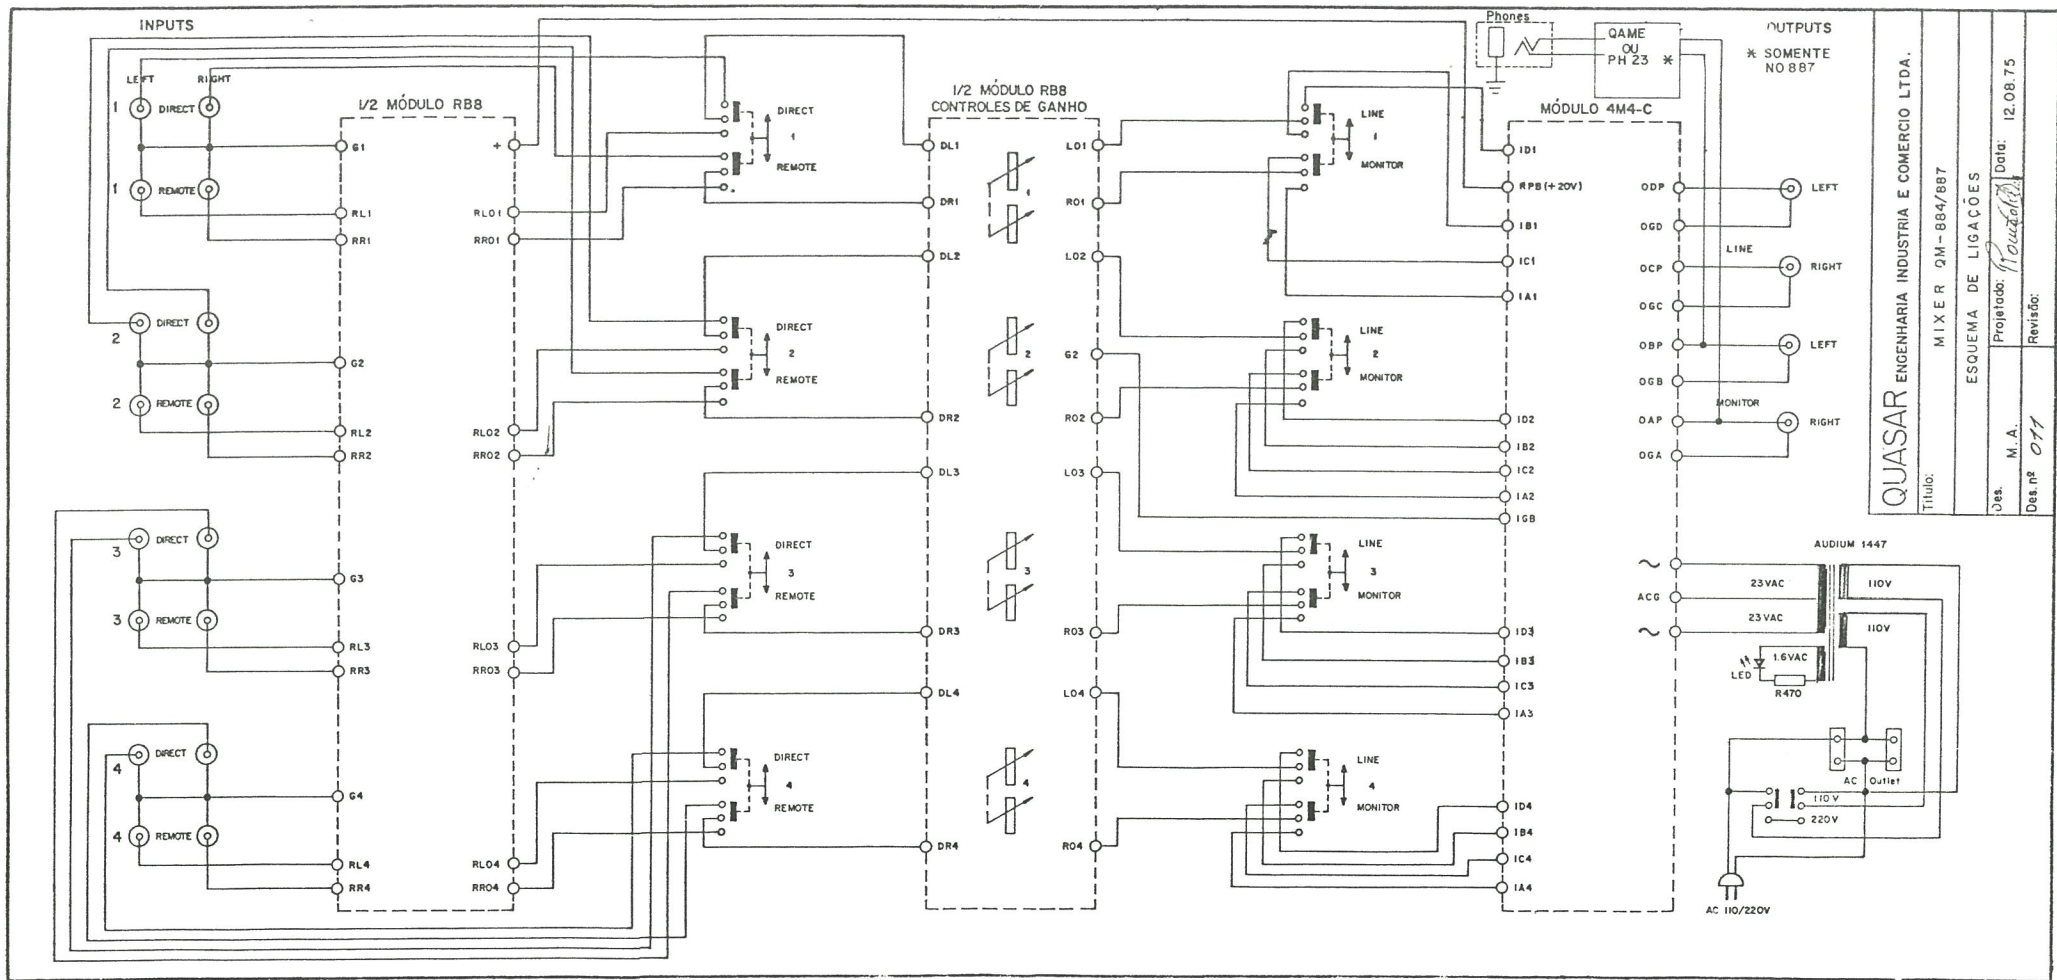 INPUTS
LEFT
RIGHT
1 DIRECT
1 REMOTE
2 DIRECT
2 REMOTE
3 DIRECT
3 REMOTE
4 DIRECT
4 REMOTE
1/2 MÓDULO RB8
G1
+
RL1
RLO1
RR1
RRO1
G2
RL2
RLO2
RR2
RRO2
G3
RL3
RLO3
RR3
RRO3
G4
RL4
RLO4
RR4
RRO4
DIRECT
1
REMOTE
DIRECT
2
REMOTE
DIRECT
3
REMOTE
DIRECT
4
REMOTE
1/2 MÓDULO RB8
CONTROLES DE GANHO
DL1
LO1
1
DR1
RO1
DL2
LO2
2
G2
DR2
RO2
DL3
LO3
3
DR3
RO3
DL4
LO4
4
DR4
RO4
LINE
1
MONITOR
LINE
2
MONITOR
LINE
3
MONITOR
LINE
4
MONITOR
Phones
QAME
OU
PH 23 *
OUTPUTS
* SOMENTE
NO 887
MÓDULO 4M4-C
ID1
RPB(+20V)
IB1
IC1
IA1
ID2
IB2
IC2
IA2
IGB
ID3
IB3
IC3
IA3
ID4
IB4
IC4
IA4
ODP
OGD
OCP
OGC
OBP
OGB
OAP
OGA
~
ACG
~
LEFT
LINE
RIGHT
LEFT
MONITOR
RIGHT
AUDIUM 1447
23VAC
110V
23VAC
110V
1.6VAC
LED
R470
AC Outlet
110V
220V
AC 110/220V
QUASAR ENGENHARIA INDUSTRIA E COMERCIO LTDA.
Título:
MIXER QM-884/887
ESQUEMA DE LIGAÇÕES
Des.
M. A.
Projetado:
Data:
12.08.75
Des. nº 011
Revisão: